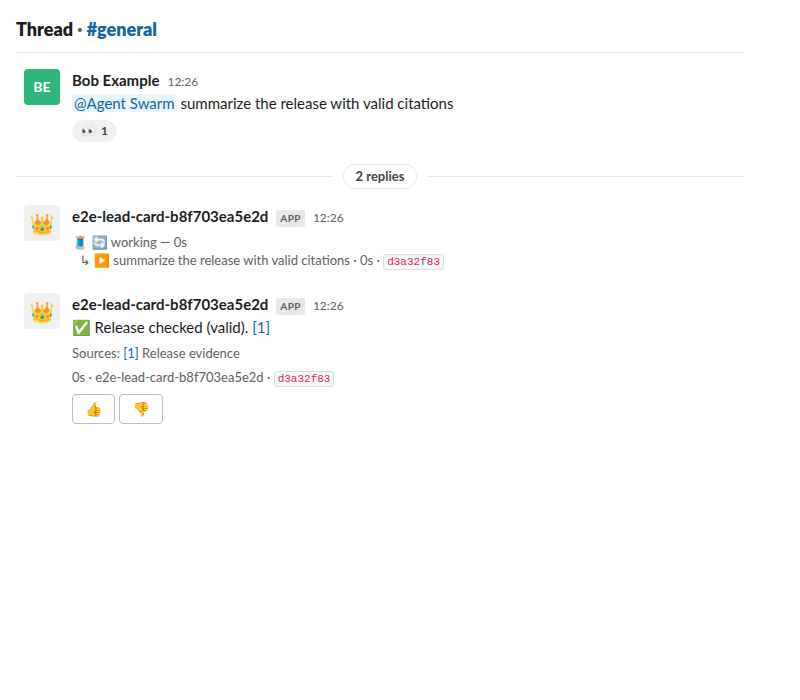 Thread • #general
BE
Bob Example 12:26
@Agent Swarm summarize the release with valid citations
👀 1
2 replies
e2e-lead-card-b8f703ea5e2d APP 12:26
🧵 🔄 working — 0s
↳ ▶️ summarize the release with valid citations · 0s · d3a32f83
e2e-lead-card-b8f703ea5e2d APP 12:26
✅ Release checked (valid). [1]
Sources: [1] Release evidence
0s · e2e-lead-card-b8f703ea5e2d · d3a32f83
👍 👎